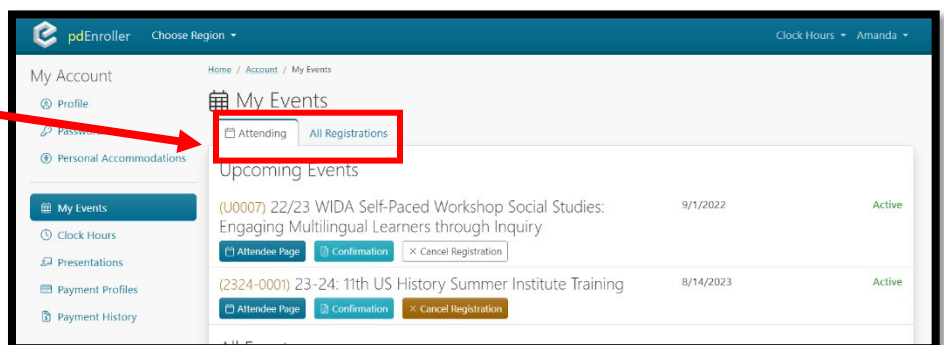 pdEnroller Choose Region Clock Hours Amanda
My Account
Profile
Password
Personal Accommodations
My Events
Clock Hours
Presentations
Payment Profiles
Payment History
Home / Account / My Events
My Events
Attending All Registrations
Upcoming Events
(U0007) 22/23 WIDA Self-Paced Workshop Social Studies: 9/1/2022 Active
Engaging Multilingual Learners through Inquiry
Attendee Page Confirmation × Cancel Registration
(2324-0001) 23-24: 11th US History Summer Institute Training 8/14/2023 Active
Attendee Page Confirmation × Cancel Registration